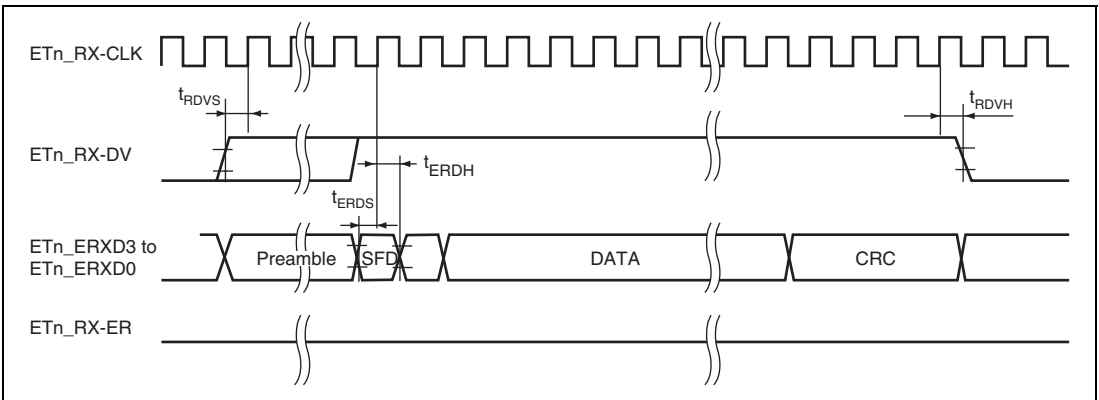 ETn_RX-CLK
tRDVS
tRDVH
ETn_RX-DV
tERDH
tERDS
ETn_ERXD3 to
ETn_ERXD0
Preamble
SFD
DATA
CRC
ETn_RX-ER